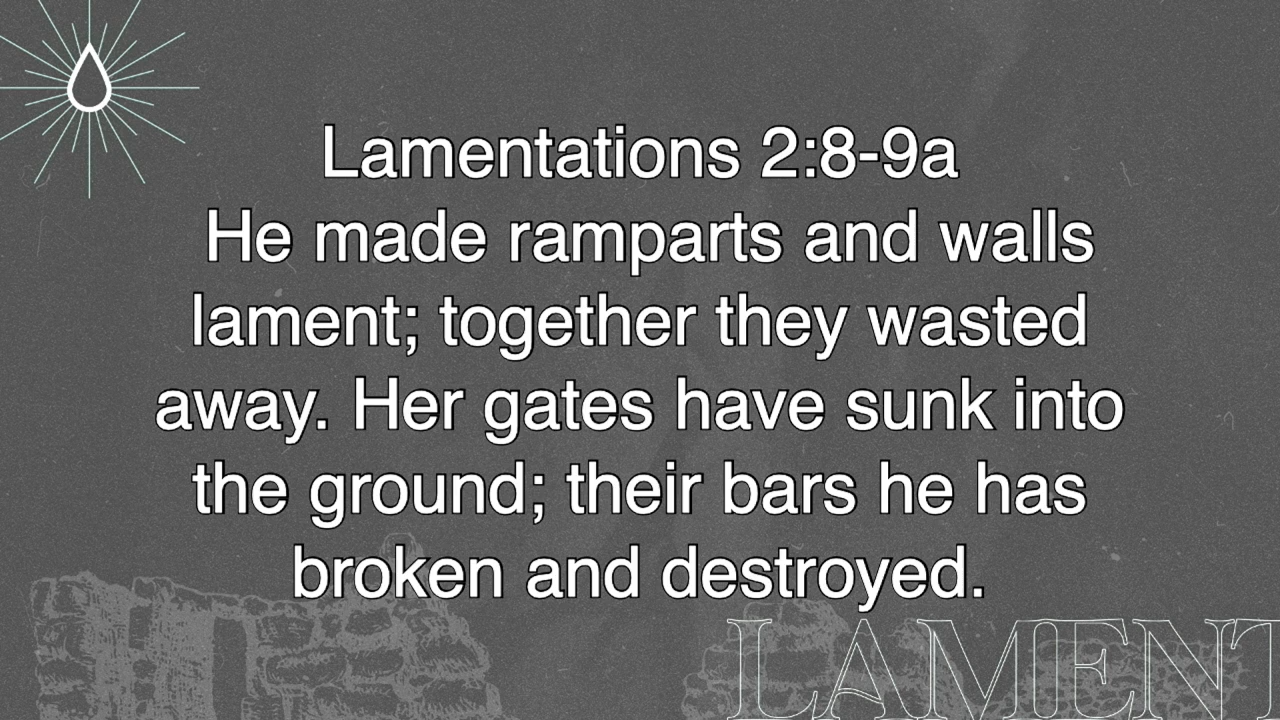 Lamentations 2:8-9a
He made ramparts and walls
lament; together they wasted
away. Her gates have sunk into
the ground; their bars he has
broken and destroyed.
LAMENT